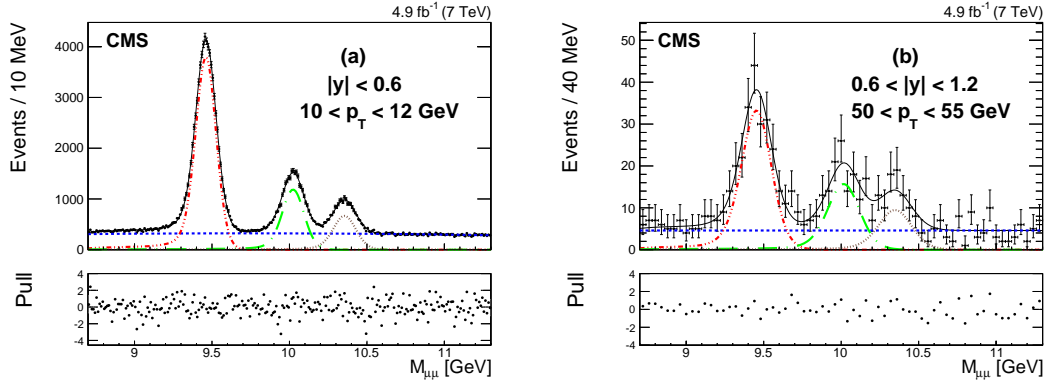 4.9 fb⁻¹ (7 TeV)
CMS
(a)
|y| < 0.6
10 < p_T < 12 GeV
Events / 10 MeV
4000
3000
2000
1000
0
Pull
4
2
0
-2
-4
9
9.5
10
10.5
11
M_μμ [GeV]
4.9 fb⁻¹ (7 TeV)
CMS
(b)
0.6 < |y| < 1.2
50 < p_T < 55 GeV
Events / 40 MeV
50
40
30
20
10
0
Pull
4
2
0
-2
-4
9
9.5
10
10.5
11
M_μμ [GeV]